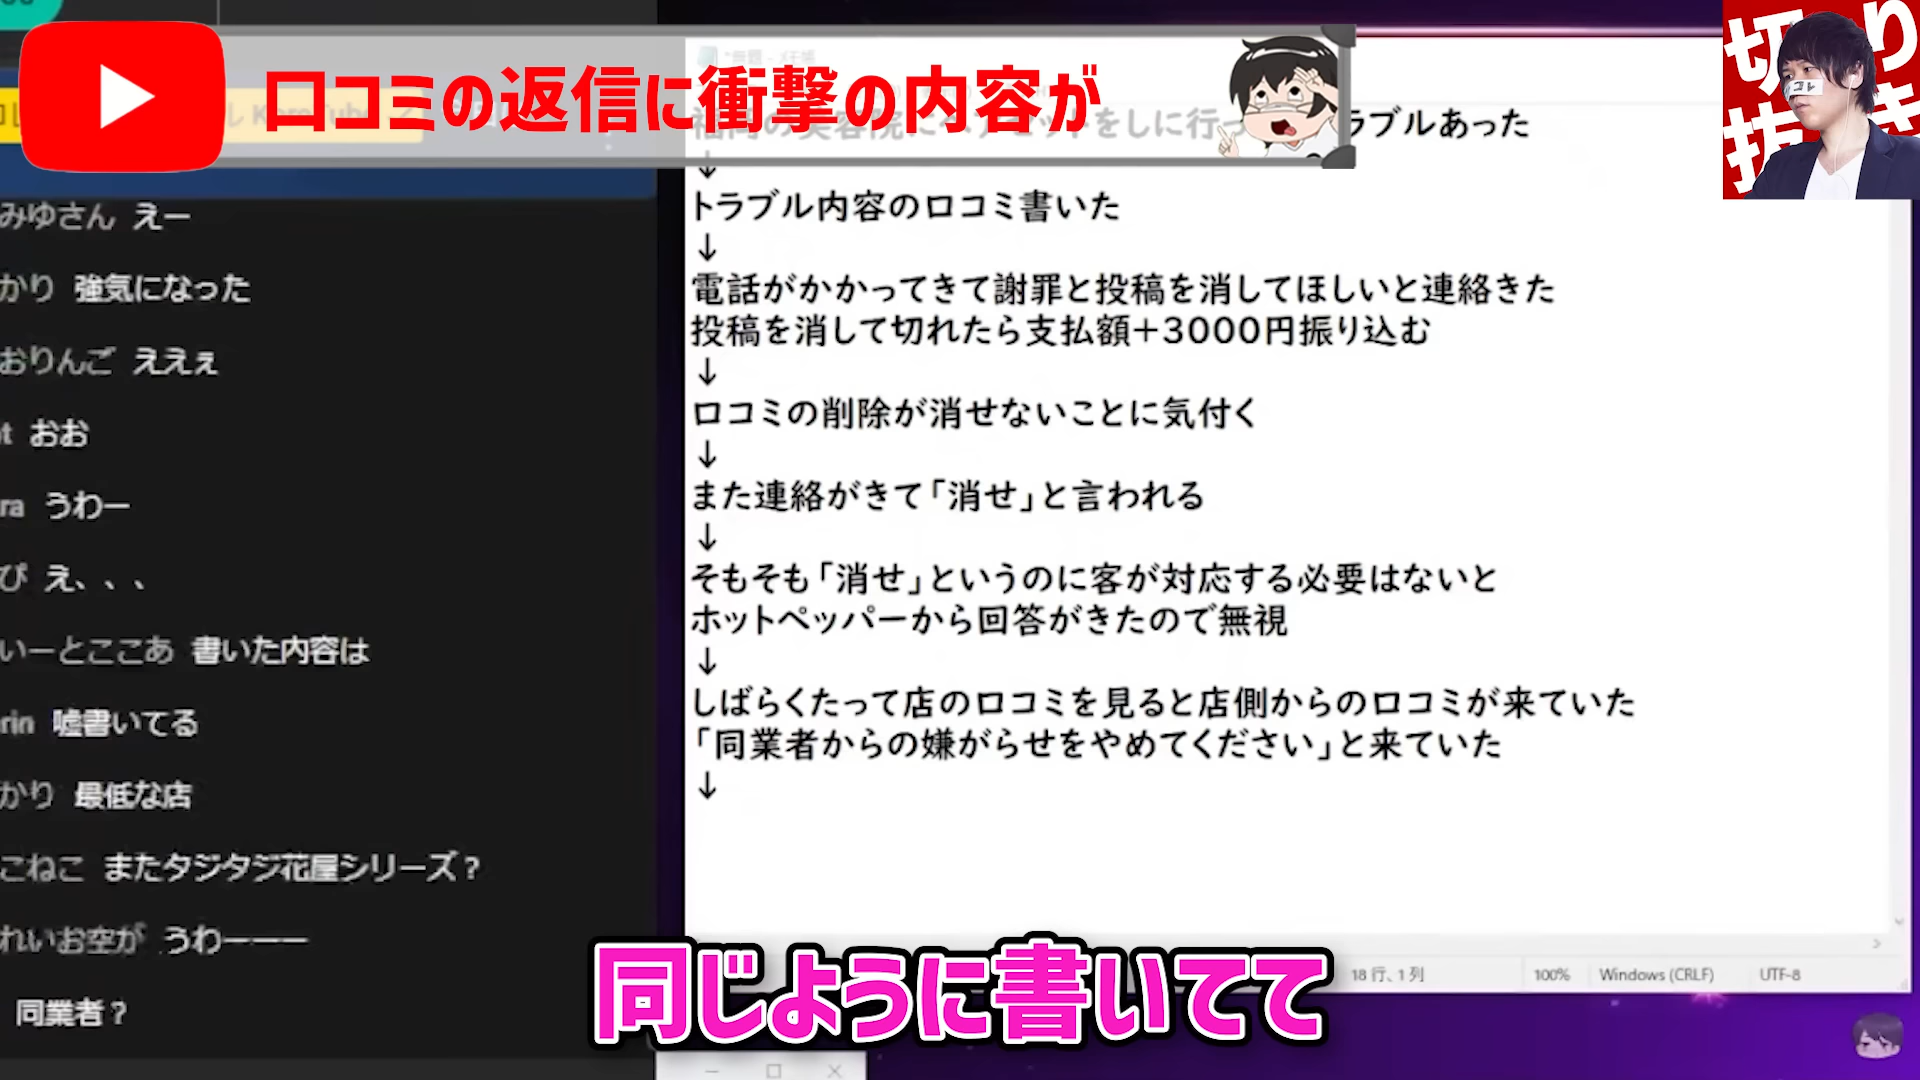 口コミの返信に衝撃の内容が
切り抜き
コレ
ラブルあった
↓
トラブル内容の口コミ書いた
↓
電話がかかってきて謝罪と投稿を消してほしいと連絡きた
投稿を消して切れたら支払額＋3000円振り込む
↓
口コミの削除が消せないことに気付く
↓
また連絡がきて「消せ」と言われる
↓
そもそも「消せ」というのに客が対応する必要はないと
ホットペッパーから回答がきたので無視
↓
しばらくたって店の口コミを見ると店側からの口コミが来ていた
「同業者からの嫌がらせをやめてください」と来ていた
↓
みゆさん えー
かり 強気になった
おりんご ええぇ
t おお
ra うわー
ぴ え、、、
いーとここあ 書いた内容は
rin 嘘書いてる
かり 最低な店
こねこ またタジタジ花屋シリーズ？
れいお空が うわーーー
同業者？
18 行、1 列 100% Windows (CRLF) UTF-8
同じように書いてて